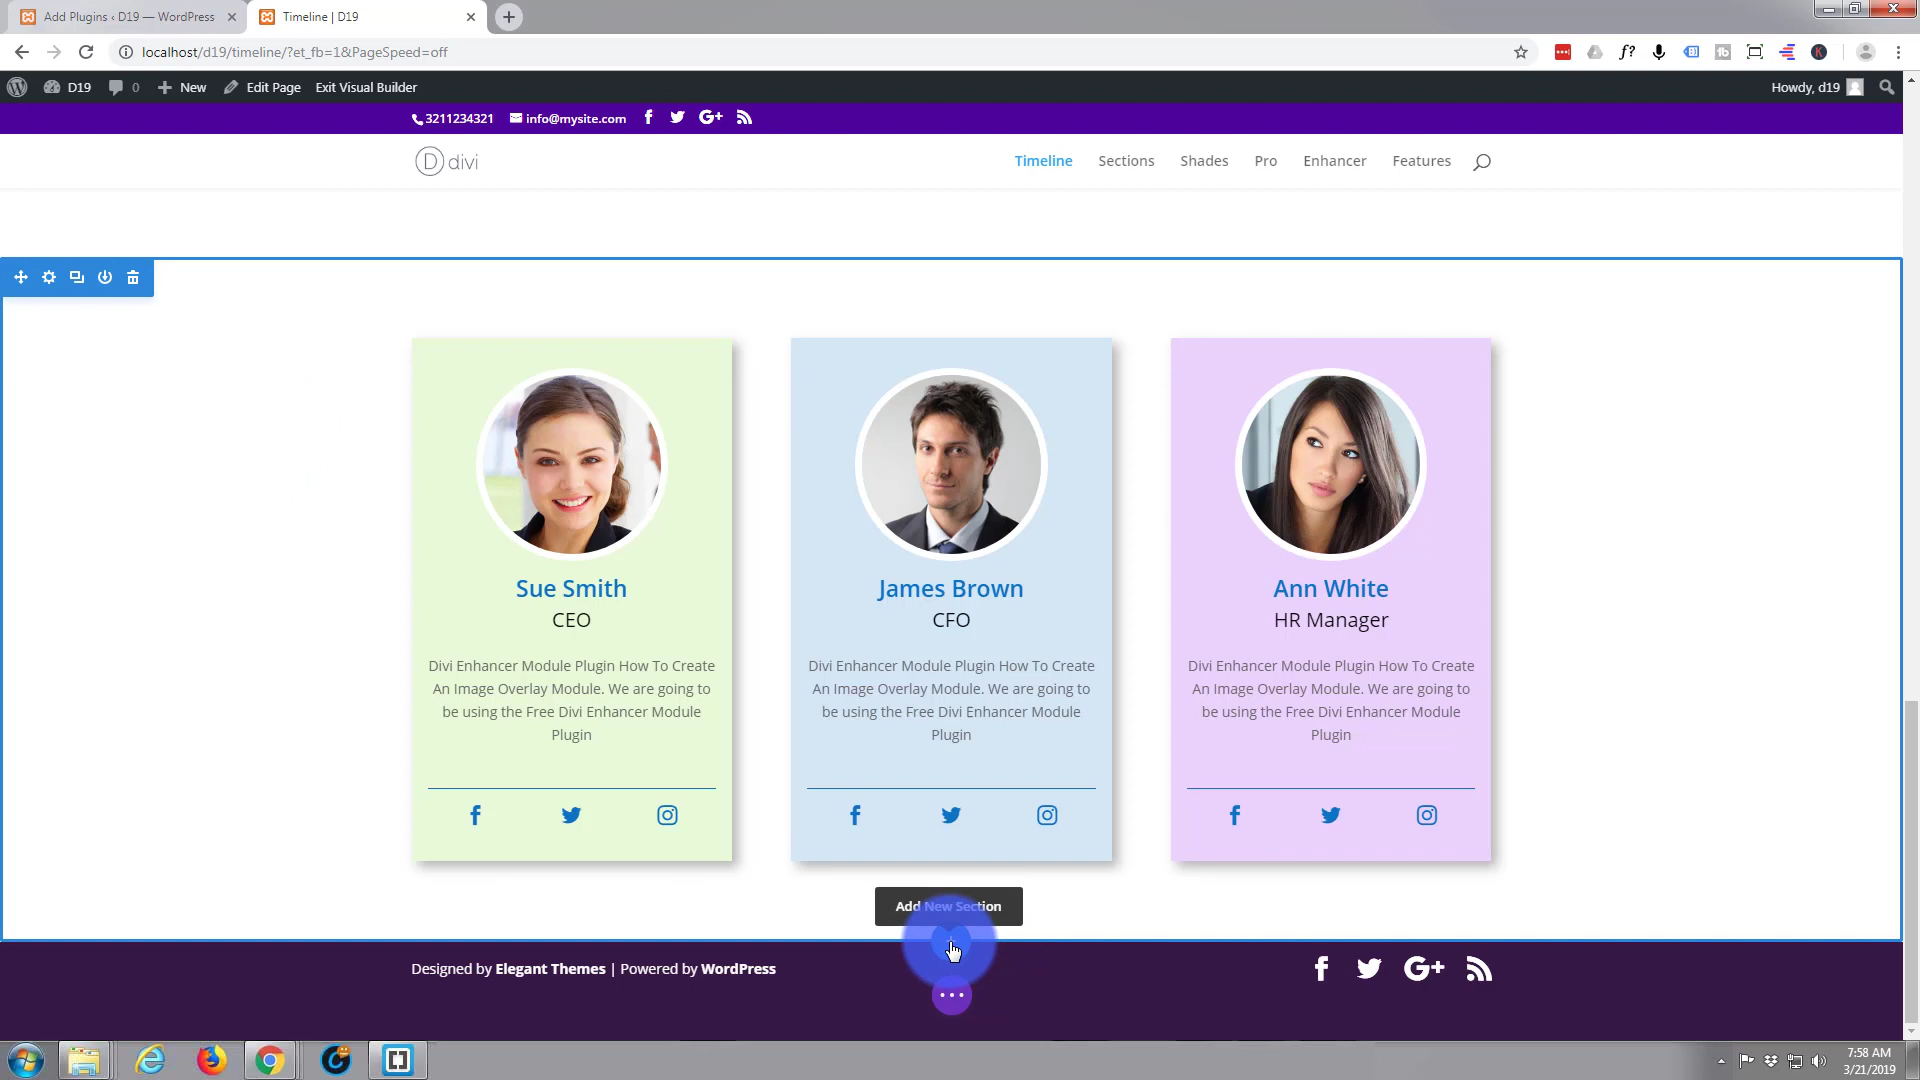 Add Plugins ‹ D19 — WordPress
Timeline | D19
localhost/d19/timeline/?et_fb=1&PageSpeed=off
D19
0
New
Edit Page
Exit Visual Builder
Howdy, d19
3211234321
info@mysite.com
D divi
Timeline
Sections
Shades
Pro
Enhancer
Features
Sue Smith
CEO
Divi Enhancer Module Plugin How To Create
An Image Overlay Module. We are going to
be using the Free Divi Enhancer Module
Plugin
James Brown
CFO
Divi Enhancer Module Plugin How To Create
An Image Overlay Module. We are going to
be using the Free Divi Enhancer Module
Plugin
Ann White
HR Manager
Divi Enhancer Module Plugin How To Create
An Image Overlay Module. We are going to
be using the Free Divi Enhancer Module
Plugin
Add New Section
Designed by Elegant Themes | Powered by WordPress
7:58 AM
3/21/2019